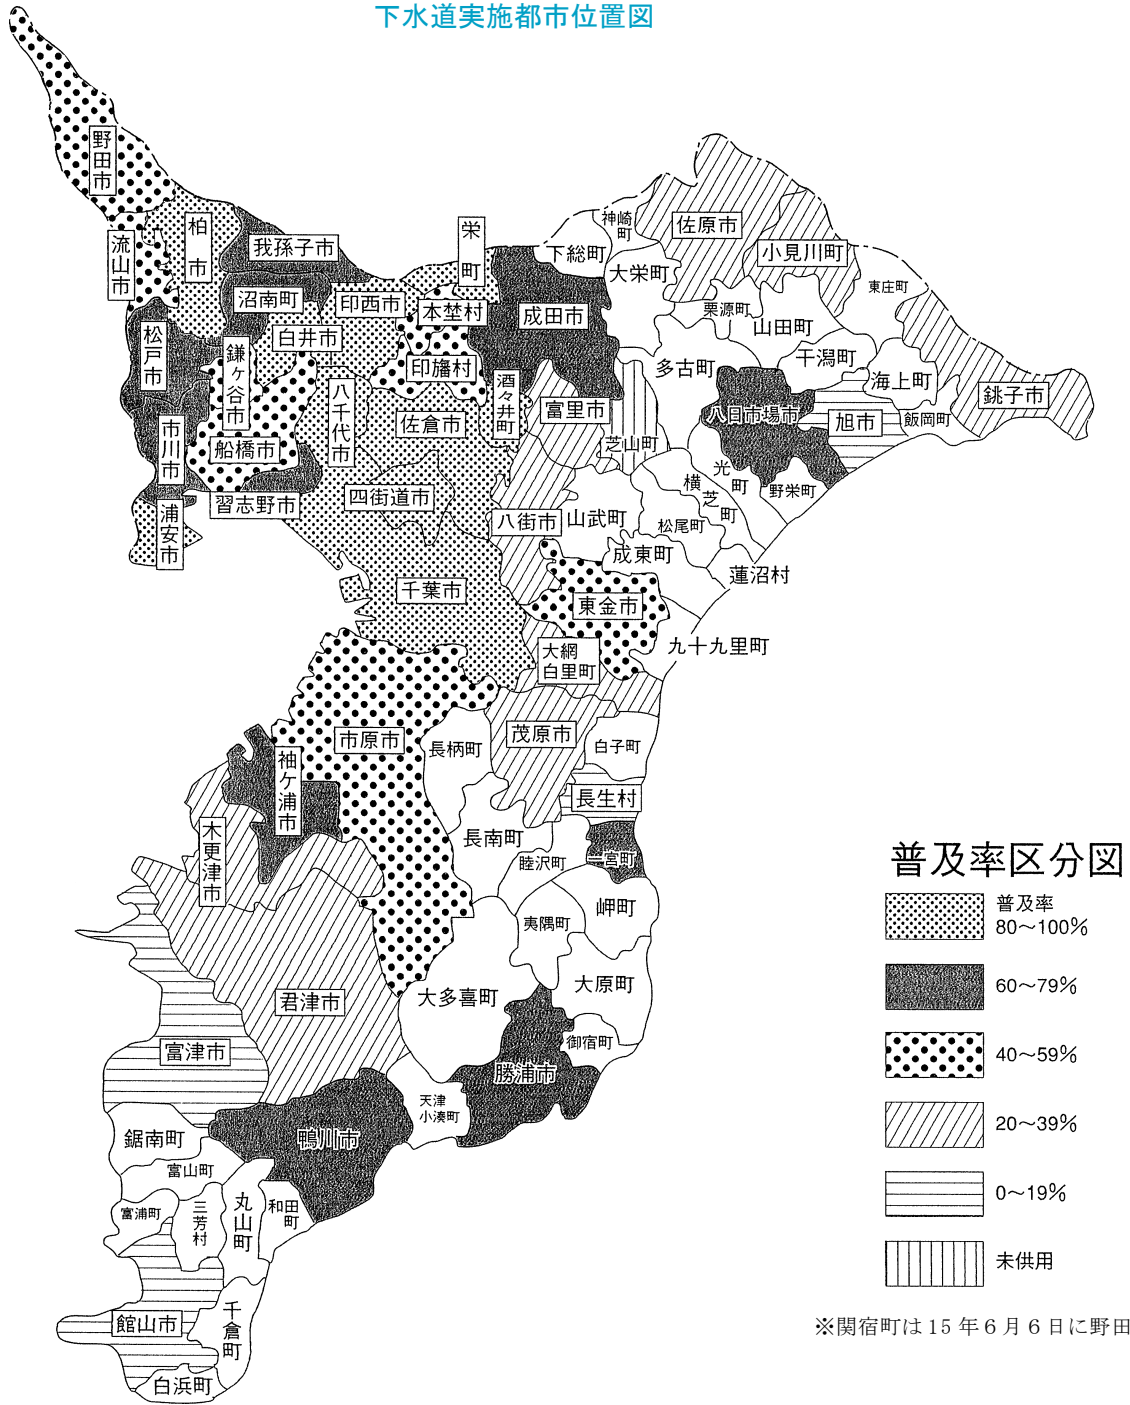 下水道実施都市位置図
野田市
柏市
流山市
我孫子市
栄町
沼南町
印西市
本埜村
成田市
下総町
神崎町
大栄町
佐原市
小見川町
東庄町
栗源町
山田町
松戸市
鎌ヶ谷市
白井市
印旛村
酒々井町
富里市
多古町
干潟町
海上町
銚子市
八日市場市
旭市
飯岡町
市川市
船橋市
八千代市
佐倉市
芝山町
光町
野栄町
横芝町
習志野市
四街道市
八街市
山武町
松尾町
浦安市
成東町
蓮沼村
千葉市
東金市
九十九里町
大網
白里町
市原市
長柄町
茂原市
白子町
袖ケ浦市
長生村
木更津市
長南町
睦沢町
一宮町
岬町
夷隅町
君津市
大多喜町
大原町
富津市
御宿町
勝浦市
天津
小湊町
鋸南町
鴨川市
富山町
富浦町
三芳村
丸山町
和田町
館山市
千倉町
白浜町
普及率区分図
普及率
80～100%
60～79%
40～59%
20～39%
0～19%
未供用
※関宿町は15年6月6日に野田